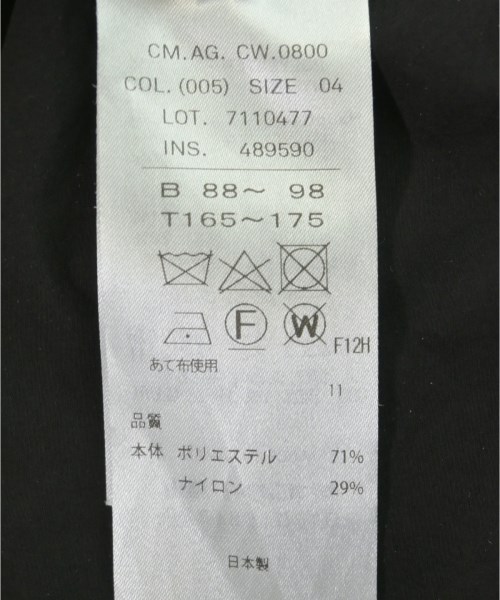 CM.AG. CW.0800
COL.(005) SIZE 04
LOT. 7110477
INS. 489590
B 88～ 98
T165～175
F W F12H
あて布使用
11
品質
本体 ポリエステル 71%
ナイロン 29%
日本製